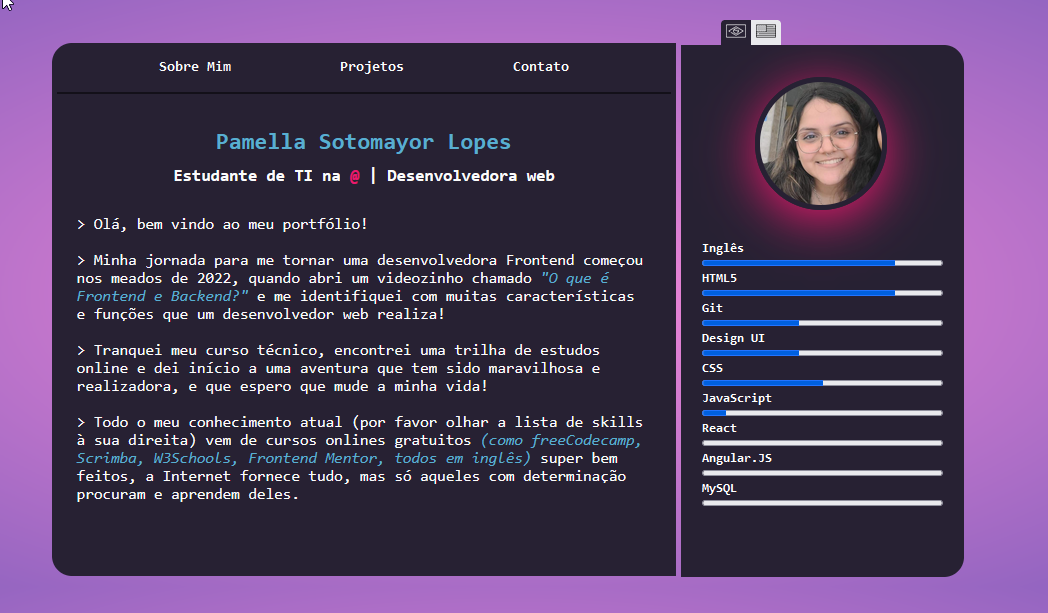 Sobre Mim
Projetos
Contato
Pamella Sotomayor Lopes
Estudante de TI na @ | Desenvolvedora web
> Olá, bem vindo ao meu portfólio!
> Minha jornada para me tornar uma desenvolvedora Frontend começou
nos meados de 2022, quando abri um videozinho chamado "O que é
Frontend e Backend?" e me identifiquei com muitas características
e funções que um desenvolvedor web realiza!
> Tranquei meu curso técnico, encontrei uma trilha de estudos
online e dei início a uma aventura que tem sido maravilhosa e
realizadora, e que espero que mude a minha vida!
> Todo o meu conhecimento atual (por favor olhar a lista de skills
à sua direita) vem de cursos onlines gratuitos (como freeCodecamp,
Scrimba, W3Schools, Frontend Mentor, todos em inglês) super bem
feitos, a Internet fornece tudo, mas só aqueles com determinação
procuram e aprendem deles.
Inglês
HTML5
Git
Design UI
CSS
JavaScript
React
Angular.JS
MySQL